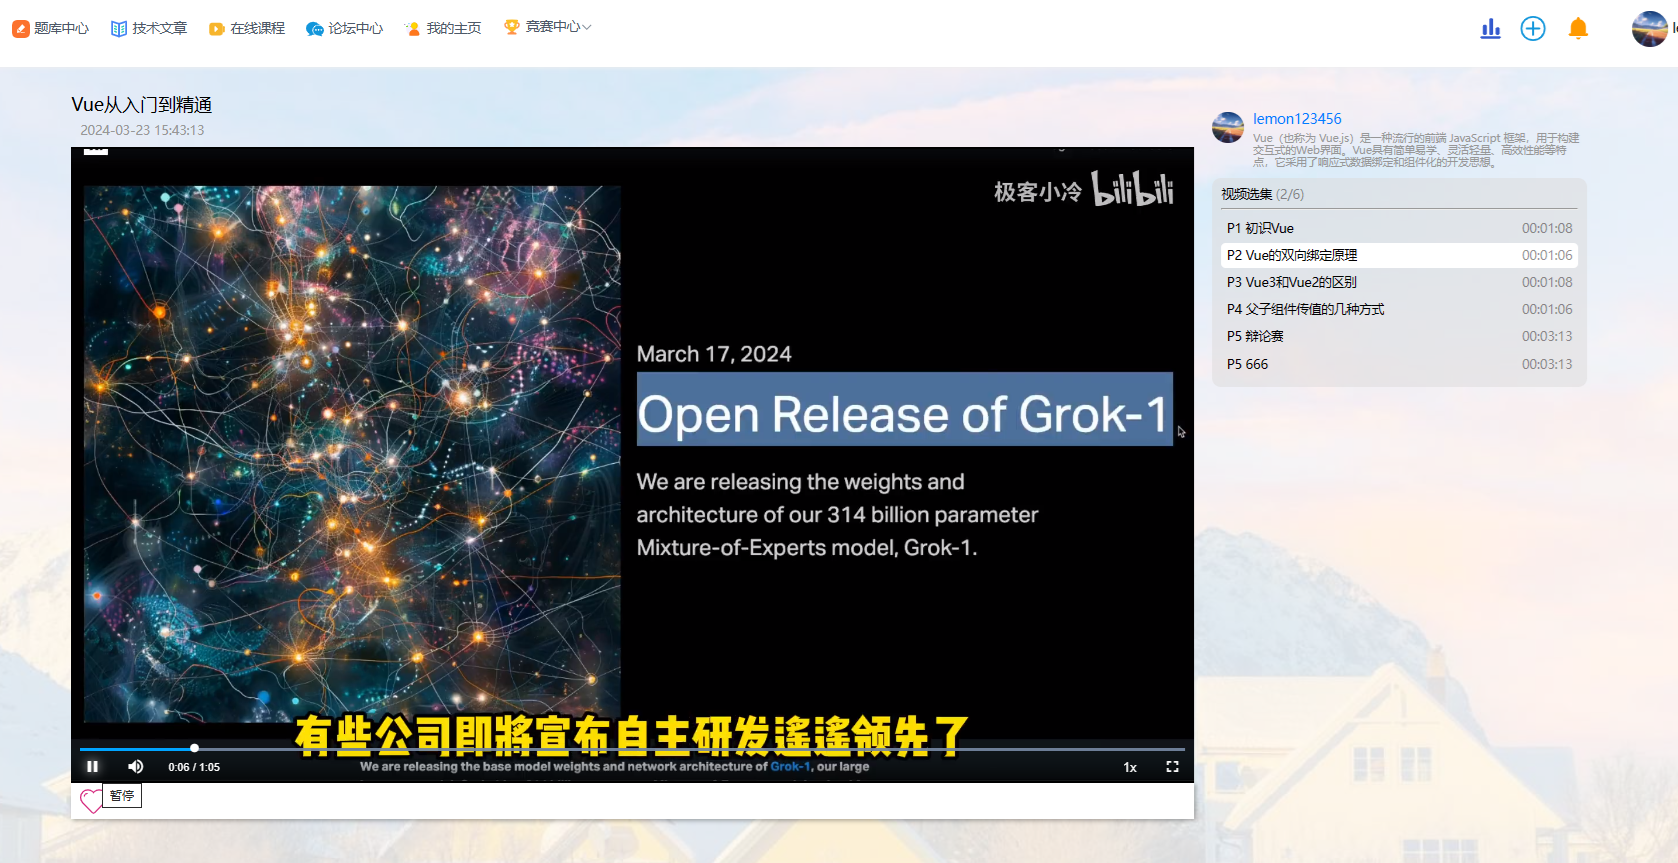 题库中心
技术文章
在线课程
论坛中心
我的主页
竞赛中心
Vue从入门到精通
2024-03-23 15:43:13
极客小冷 bilibili
March 17, 2024
Open Release of Grok-1
We are releasing the weights and
architecture of our 314 billion parameter
Mixture-of-Experts model, Grok-1.
有些公司即將宣布自主研发遥遥领先了
We are releasing the base model weights and network architecture of Grok-1, our large
0:06 / 1:05
1x
暂停
lemon123456
Vue（也称为 Vue.js）是一种流行的前端 JavaScript 框架，用于构建
交互式的Web界面。Vue具有简单易学、灵活轻量、高效性能等特
点，它采用了响应式数据绑定和组件化的开发思想。
视频选集 (2/6)
P1 初识Vue 00:01:08
P2 Vue的双向绑定原理 00:01:06
P3 Vue3和Vue2的区别 00:01:08
P4 父子组件传值的几种方式 00:01:06
P5 辩论赛 00:03:13
P5 666 00:03:13